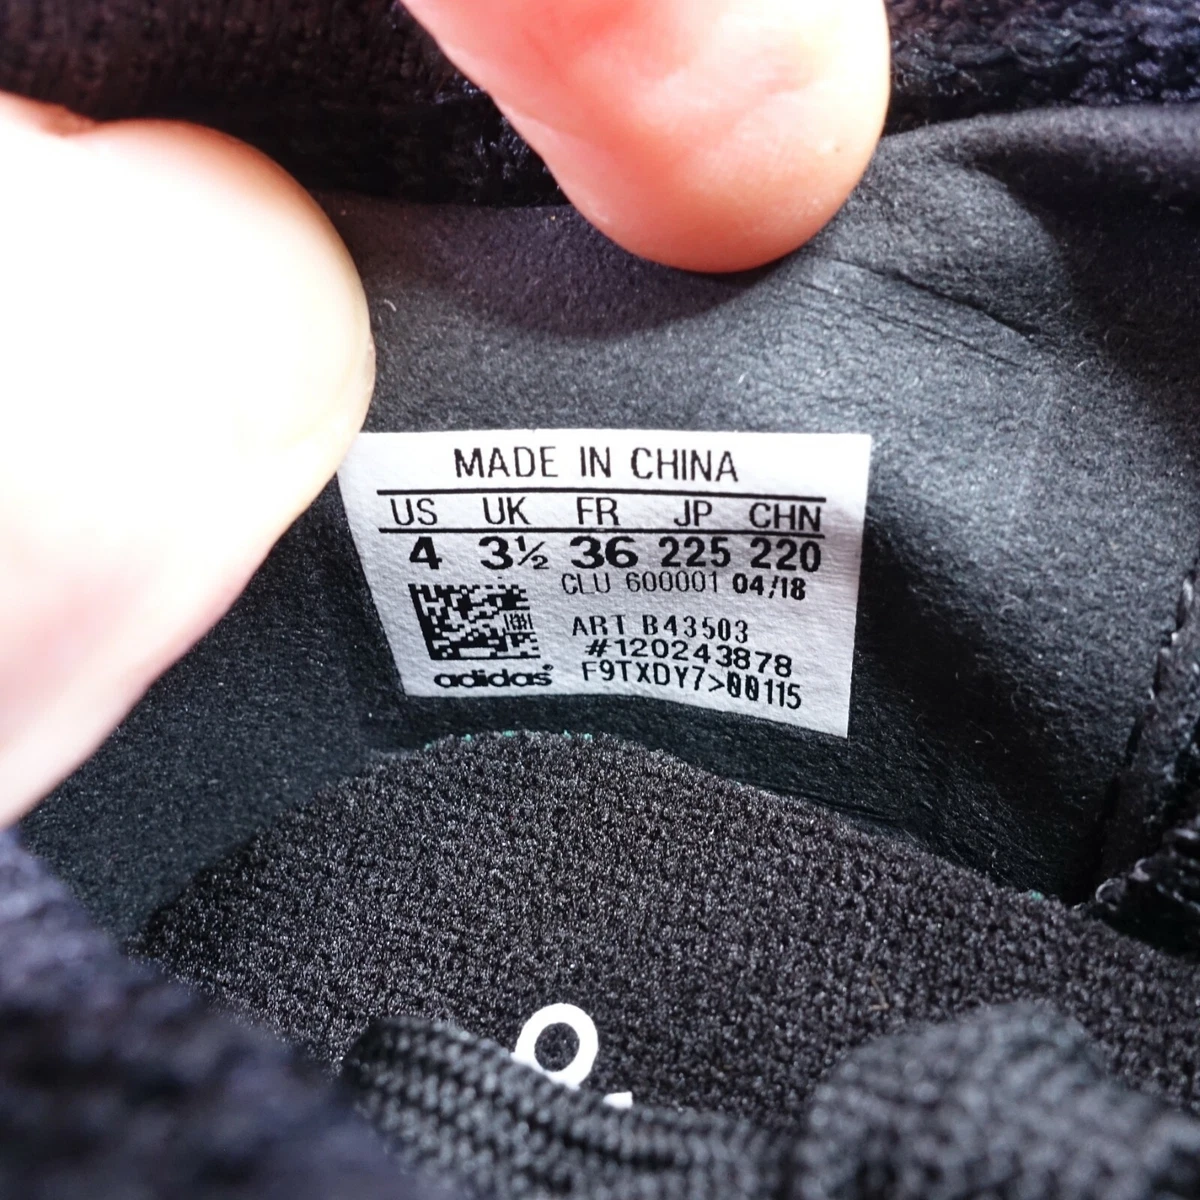 MADE IN CHINA
US UK FR JP CHN
4 3½ 36 225 220
CLU 600001 04/18
ART B43503
#120243878
adidas F9TXDY7>00115